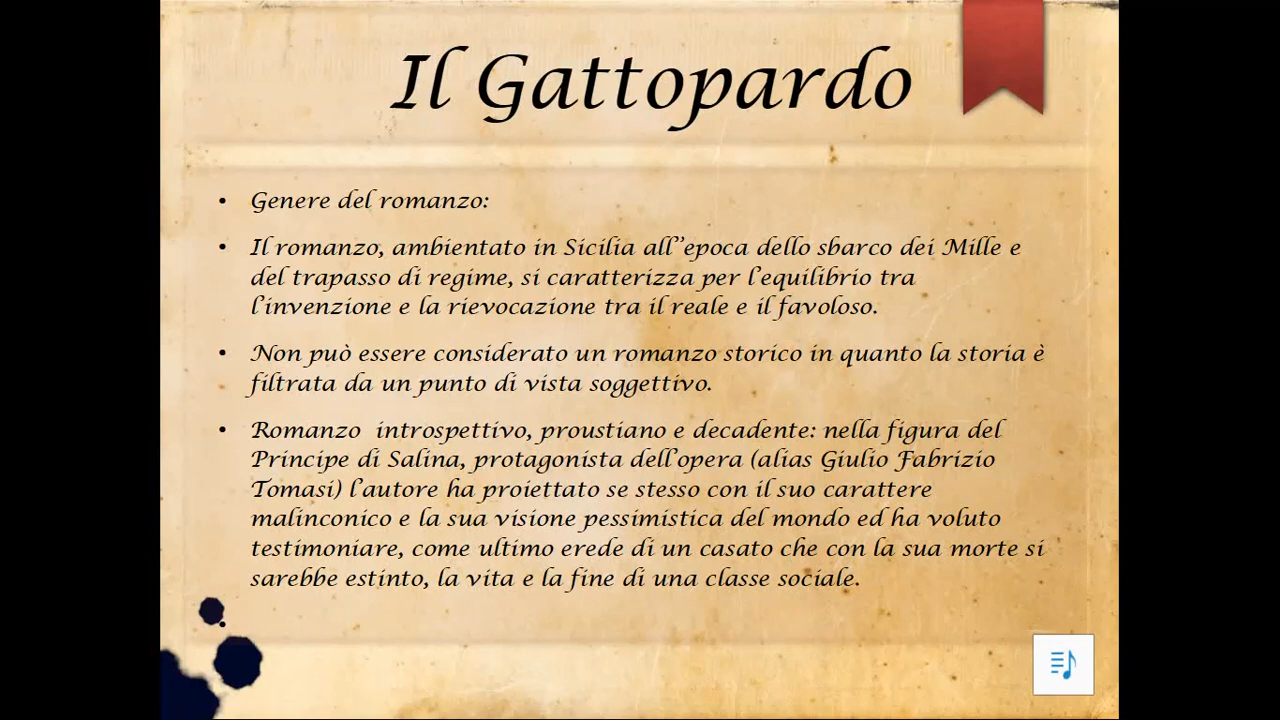 Il Gattopardo
• Genere del romanzo:
• Il romanzo, ambientato in Sicilia all’’epoca dello sbarco dei Mille e
del trapasso di regime, si caratterizza per l’equilibrio tra
l’invenzione e la rievocazione tra il reale e il favoloso.
• Non può essere considerato un romanzo storico in quanto la storia è
filtrata da un punto di vista soggettivo.
• Romanzo  introspettivo, proustiano e decadente: nella figura del
Principe di Salina, protagonista dell’opera (alias Giulio Fabrizio
Tomasi) l’autore ha proiettato se stesso con il suo carattere
malinconico e la sua visione pessimistica del mondo ed ha voluto
testimoniare, come ultimo erede di un casato che con la sua morte si
sarebbe estinto, la vita e la fine di una classe sociale.